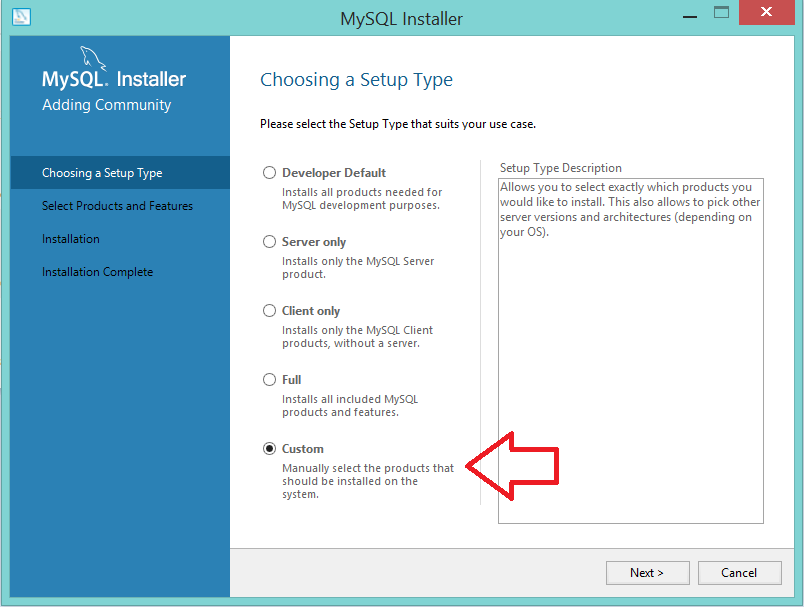 MySQL Installer
MySQL. Installer
Adding Community
Choosing a Setup Type
Select Products and Features
Installation
Installation Complete
Choosing a Setup Type
Please select the Setup Type that suits your use case.
Developer Default
Installs all products needed for
MySQL development purposes.
Server only
Installs only the MySQL Server
product.
Client only
Installs only the MySQL Client
products, without a server.
Full
Installs all included MySQL
products and features.
Custom
Manually select the products that
should be installed on the
system.
Setup Type Description
Allows you to select exactly which products you
would like to install. This also allows to pick other
server versions and architectures (depending on
your OS).
Next >
Cancel